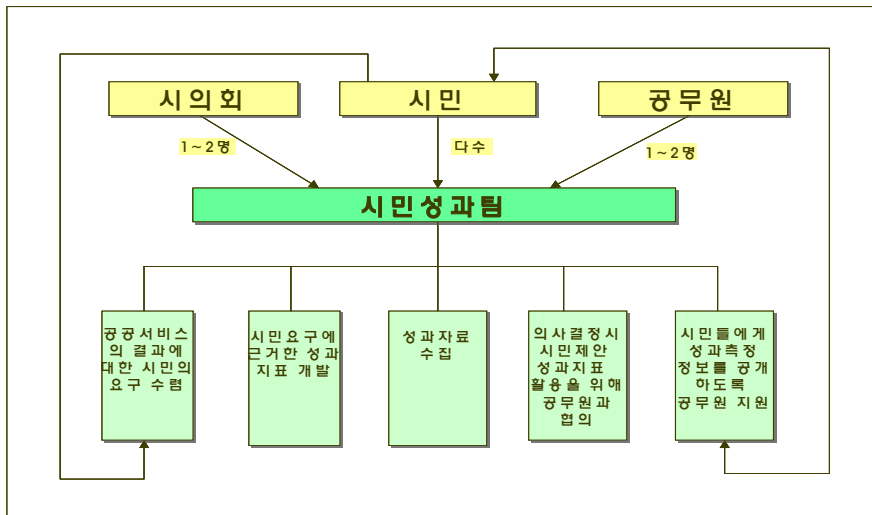 시의회
시민
공무원
1~2명
다수
1~2명
시민성과팀
공공서비스
의 결과에
대한 시민의
요구 수렴
시민요구에
근거한 성과
지표 개발
성과자료
수집
의사결정시
시민제안
성과지표
활용을 위해
공무원과
협의
시민들에게
성과측정
정보를 공개
하도록
공무원 지원